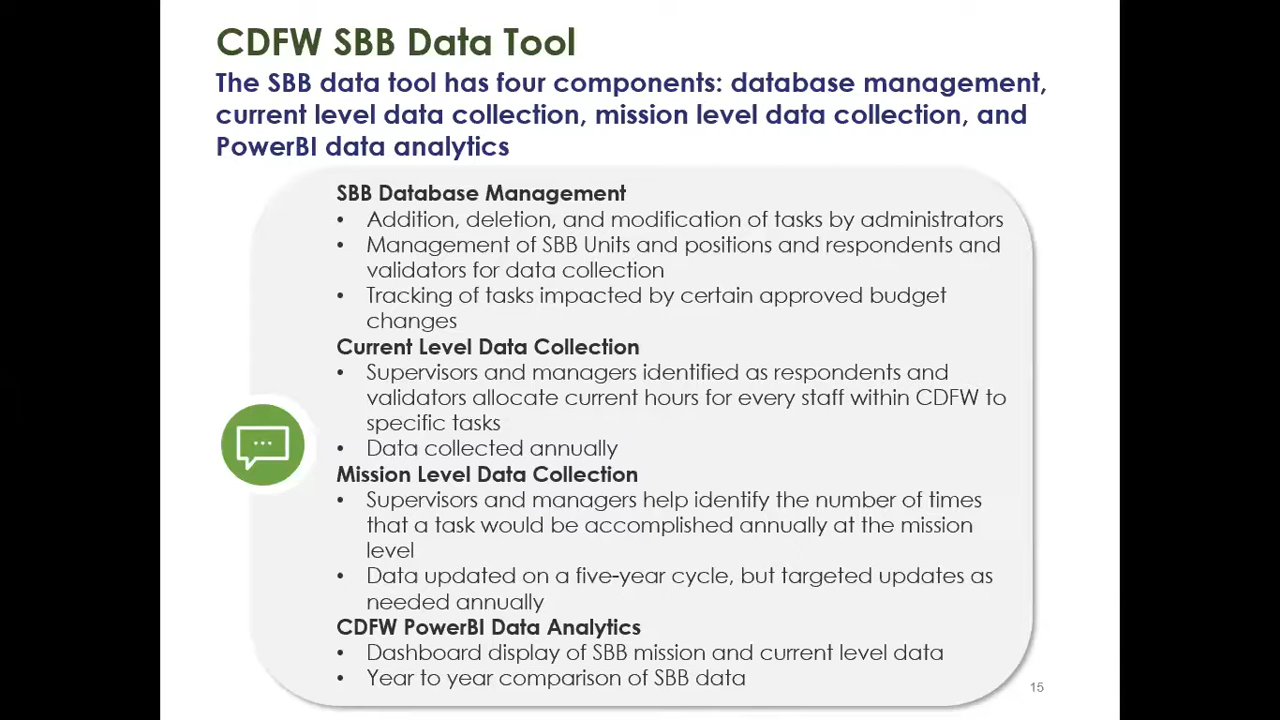 CDFW SBB Data Tool
The SBB data tool has four components: database management,
current level data collection, mission level data collection, and
PowerBI data analytics
SBB Database Management
• Addition, deletion, and modification of tasks by administrators
• Management of SBB Units and positions and respondents and
validators for data collection
• Tracking of tasks impacted by certain approved budget
changes
Current Level Data Collection
• Supervisors and managers identified as respondents and
validators allocate current hours for every staff within CDFW to
specific tasks
• Data collected annually
Mission Level Data Collection
• Supervisors and managers help identify the number of times
that a task would be accomplished annually at the mission
level
• Data updated on a five-year cycle, but targeted updates as
needed annually
CDFW PowerBI Data Analytics
• Dashboard display of SBB mission and current level data
• Year to year comparison of SBB data
15